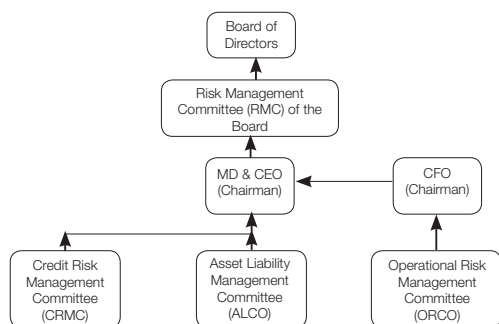 Board of
Directors
Risk Management
Committee (RMC) of the
Board
MD & CEO
(Chairman)
CFO
(Chairman)
Credit Risk
Management
Committee
(CRMC)
Asset Liability
Management
Committee
(ALCO)
Operational Risk
Management
Committee
(ORCO)